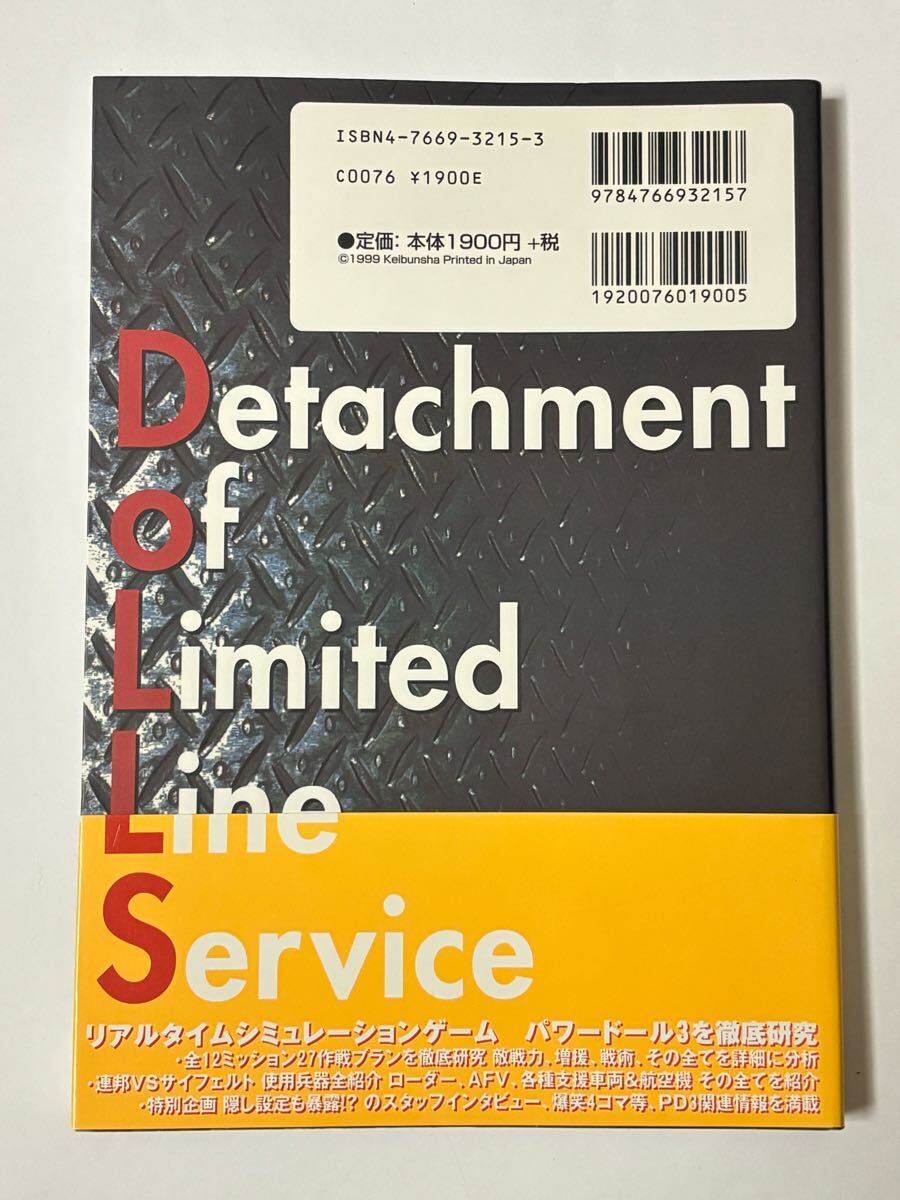 ISBN4-7669-3215-3
C0076 ¥1900E
9784766932157
●定価: 本体1900円 +税
©1999 Keibunsha Printed in Japan
1920076019005
Detachment
of
Limited
Line
Service
リアルタイムシミュレーションゲーム パワードール3を徹底研究
・全12ミッション27作戦プランを徹底研究 敵戦力、増援、戦術、その全てを詳細に分析
・連邦VSサイフェルト 使用兵器全紹介 ローダー、AFV、各種支援車両&航空機 その全てを紹介
・特別企画 隠し設定も暴露!? のスタッフインタビュー、爆笑4コマ等、PD3関連情報を満載